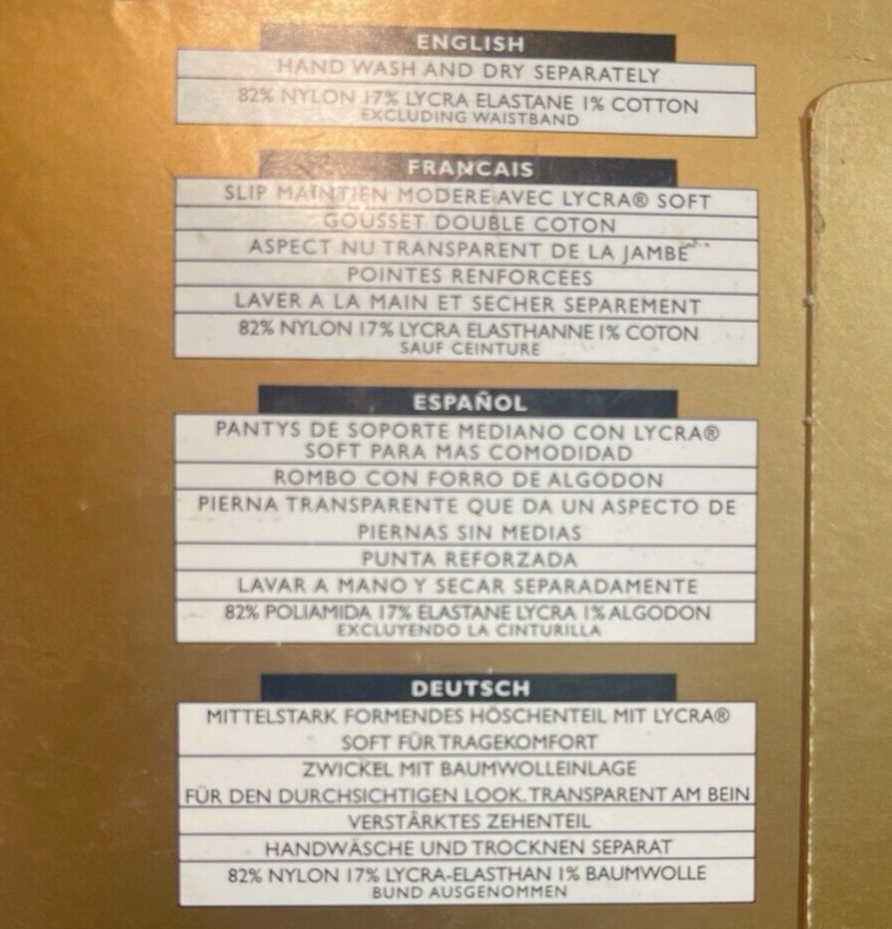 ENGLISH
HAND WASH AND DRY SEPARATELY
82% NYLON 17% LYCRA ELASTANE 1% COTTON
EXCLUDING WAISTBAND
FRANCAIS
SLIP MAINTIEN MODERE AVEC LYCRA® SOFT
GOUSSET DOUBLE COTON
ASPECT NU TRANSPARENT DE LA JAMBE
POINTES RENFORCEES
LAVER A LA MAIN ET SECHER SEPAREMENT
82% NYLON 17% LYCRA ELASTHANNE 1% COTON
SAUF CEINTURE
ESPAÑOL
PANTYS DE SOPORTE MEDIANO CON LYCRA®
SOFT PARA MAS COMODIDAD
ROMBO CON FORRO DE ALGODON
PIERNA TRANSPARENTE QUE DA UN ASPECTO DE
PIERNAS SIN MEDIAS
PUNTA REFORZADA
LAVAR A MANO Y SECAR SEPARADAMENTE
82% POLIAMIDA 17% ELASTANE LYCRA 1% ALGODON
EXCLUYENDO LA CINTURILLA
DEUTSCH
MITTELSTARK FORMENDES HÖSCHENTEIL MIT LYCRA®
SOFT FÜR TRAGEKOMFORT
ZWICKEL MIT BAUMWOLLEINLAGE
FÜR DEN DURCHSICHTIGEN LOOK. TRANSPARENT AM BEIN
VERSTÄRKTES ZEHENTEIL
HANDWÄSCHE UND TROCKNEN SEPARAT
82% NYLON 17% LYCRA-ELASTHAN 1% BAUMWOLLE
BUND AUSGENOMMEN